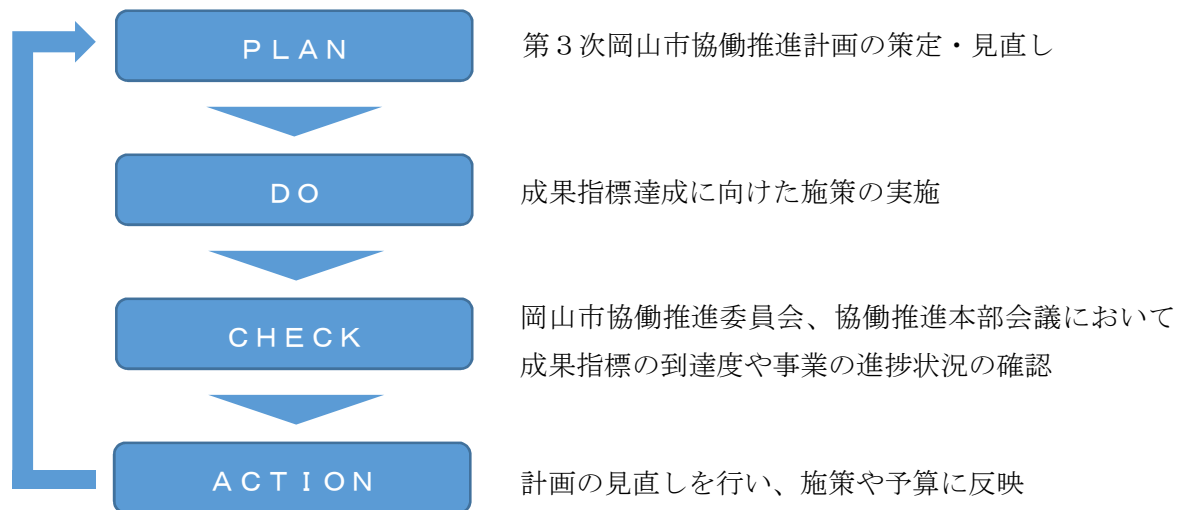 ＰＬＡＮ
第３次岡山市協働推進計画の策定・見直し
ＤＯ
成果指標達成に向けた施策の実施
ＣＨＥＣＫ
岡山市協働推進委員会、協働推進本部会議において
成果指標の到達度や事業の進捗状況の確認
ＡＣＴＩＯＮ
計画の見直しを行い、施策や予算に反映